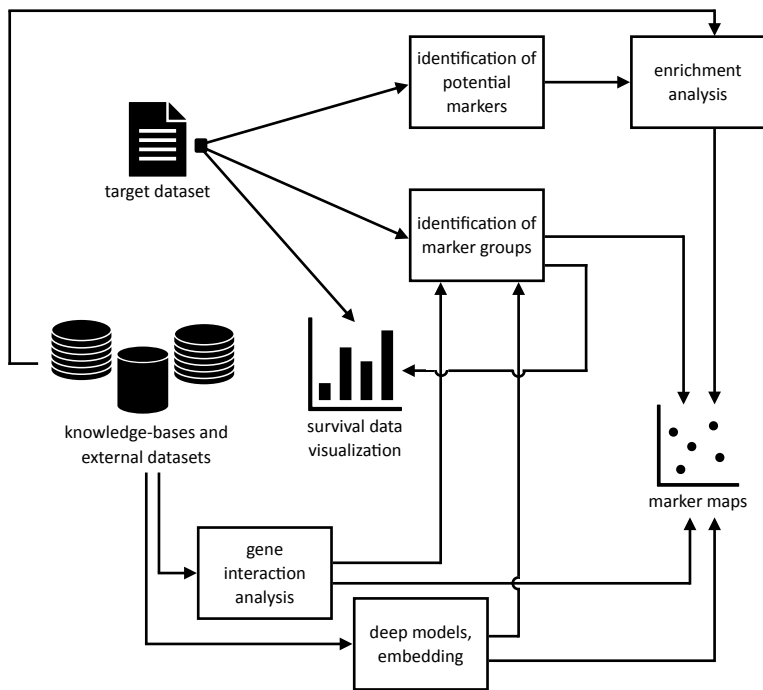 identification of
potential
markers
enrichment
analysis
target dataset
identification of
marker groups
knowledge-bases and
external datasets
survival data
visualization
marker maps
gene
interaction
analysis
deep models,
embedding